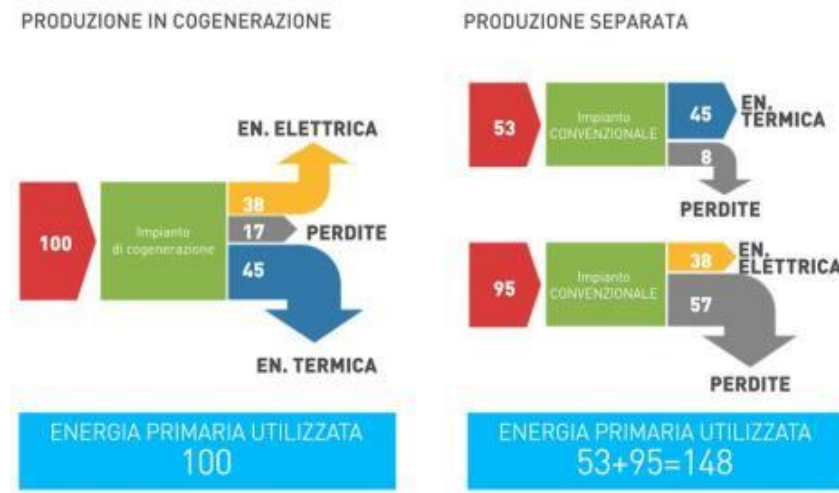 PRODUZIONE IN COGENERAZIONE
EN. ELETTRICA
100
Impianto
di cogenerazione
38
17
PERDITE
45
EN. TERMICA
ENERGIA PRIMARIA UTILIZZATA
100
PRODUZIONE SEPARATA
53
Impianto
CONVENZIONALE
45
EN.
TERMICA
8
PERDITE
95
Impianto
CONVENZIONALE
38
EN.
ELETTRICA
57
PERDITE
ENERGIA PRIMARIA UTILIZZATA
53+95=148